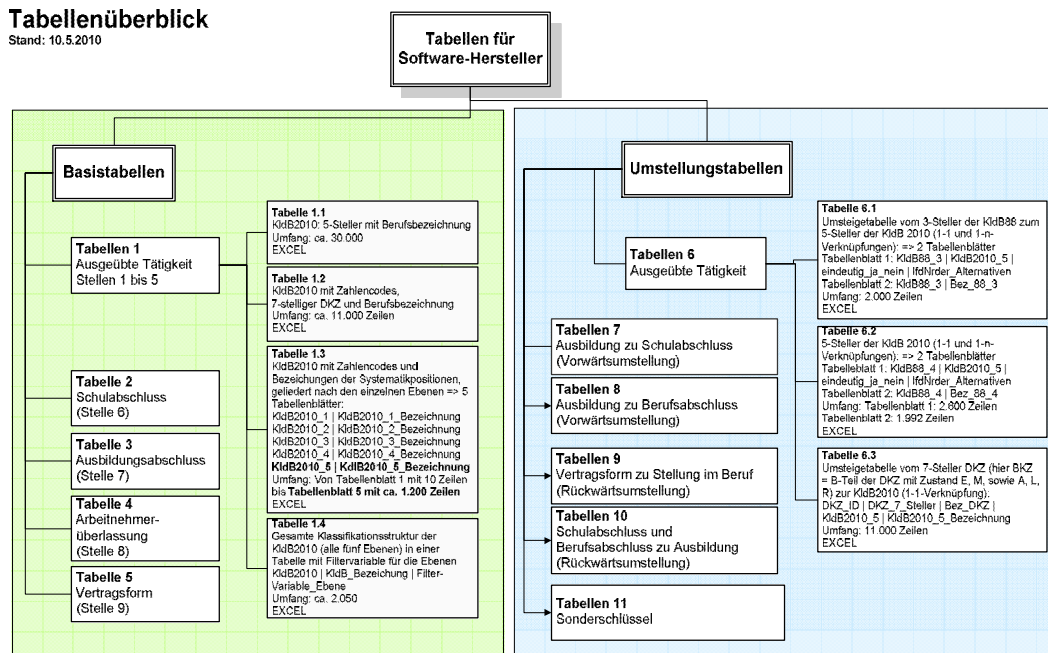 Tabellenüberblick
Stand: 10.5.2010
Tabellen für
Software-Hersteller
Basistabellen
Tabellen 1
Ausgeübte Tätigkeit
Stellen 1 bis 5
Tabelle 2
Schulabschluss
(Stelle 6)
Tabelle 3
Ausbildungsabschluss
(Stelle 7)
Tabelle 4
Arbeitnehmer-
überlassung
(Stelle 8)
Tabelle 5
Vertragsform
(Stelle 9)
Tabelle 1.1
KldB2010: 5-Steller mit Berufsbezeichnung
Umfang: ca. 30.000
EXCEL
Tabelle 1.2
KldB2010 mit Zahlencodes,
7-stelliger DKZ und Berufsbezeichnung
Umfang: ca. 11.000 Zeilen
EXCEL
Tabelle 1.3
KldB2010 mit Zahlencodes und
Bezeichnungen der Systematikpositionen,
geliedert nach den einzelnen Ebenen => 5
Tabellenblätter:
KldB2010_1 | KldB2010_1_Bezeichnung
KldB2010_2 | KldB2010_2_Bezeichnung
KldB2010_3 | KldB2010_3_Bezeichnung
KldB2010_4 | KldB2010_4_Bezeichnung
KldB2010_5 | KdlB2010_5_Bezeichnung
Umfang: Von Tabellenblatt 1 mit 10 Zeilen
bis Tabellenblatt 5 mit ca. 1.200 Zeilen
EXCEL
Tabelle 1.4
Gesamte Klassifikationsstruktur der
KldB2010 (alle fünf Ebenen) in einer
Tabelle mit Filtervariable für die Ebenen
KldB2010 | KldB_Bezeichung | Filter-
Variable_Ebene
Umfang: ca. 2.050
EXCEL
Umstellungstabellen
Tabellen 6
Ausgeübte Tätigkeit
Tabellen 7
Ausbildung zu Schulabschluss
(Vorwärtsumstellung)
Tabellen 8
Ausbildung zu Berufsabschluss
(Vorwärtsumstellung)
Tabellen 9
Vertragsform zu Stellung im Beruf
(Rückwärtsumstellung)
Tabellen 10
Schulabschluss und
Berufsabschluss zu Ausbildung
(Rückwärtsumstellung)
Tabellen 11
Sonderschlüssel
Tabelle 6.1
Umsteigetabelle vom 3-Steller der KldB88 zum
5-Steller der KldB 2010 (1-1 und 1-n-
Verknüpfungen): => 2 Tabellenblätter
Tabellenblatt 1: KldB88_3 | KldB2010_5 |
eindeutig_ja_nein | lfdNrder_Alternativen
Tabellenblatt 2: KldB88_3 | Bez_88_3
Umfang: 2.000 Zeilen
EXCEL
Tabelle 6.2
5-Steller der KldB 2010 (1-1 und 1-n-
Verknüpfungen): => 2 Tabellenblätter
Tabelleblatt 1: KldB88_4 | KldB2010_5 |
eindeutig_ja_nein | lfdNrder_Alternativen
Tabellenblatt 2: KldB88_4 | Bez_88_4
Umfang: Tabellenblatt 1: 2.600 Zeilen
Tabellenblatt 2: 1.992 Zeilen
EXCEL
Tabelle 6.3
Umsteigetabelle vom 7-Steller DKZ (hier BKZ
= B-Teil der DKZ mit Zustand E, M, sowie A, L,
R) zur KldB2010 (1-1-Verknüpfung):
DKZ_ID | DKZ_7_Steller | Bez_DKZ |
KldB2010_5 | KldB2010_5_Bezeichnung
Umfang: 11.000 Zeilen
EXCEL